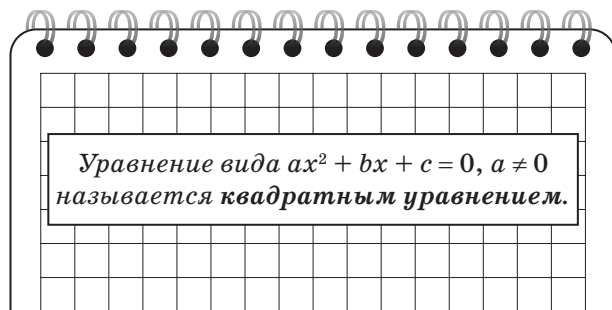 Уравнение вида ax² + bx + c = 0, a ≠ 0
называется квадратным уравнением.